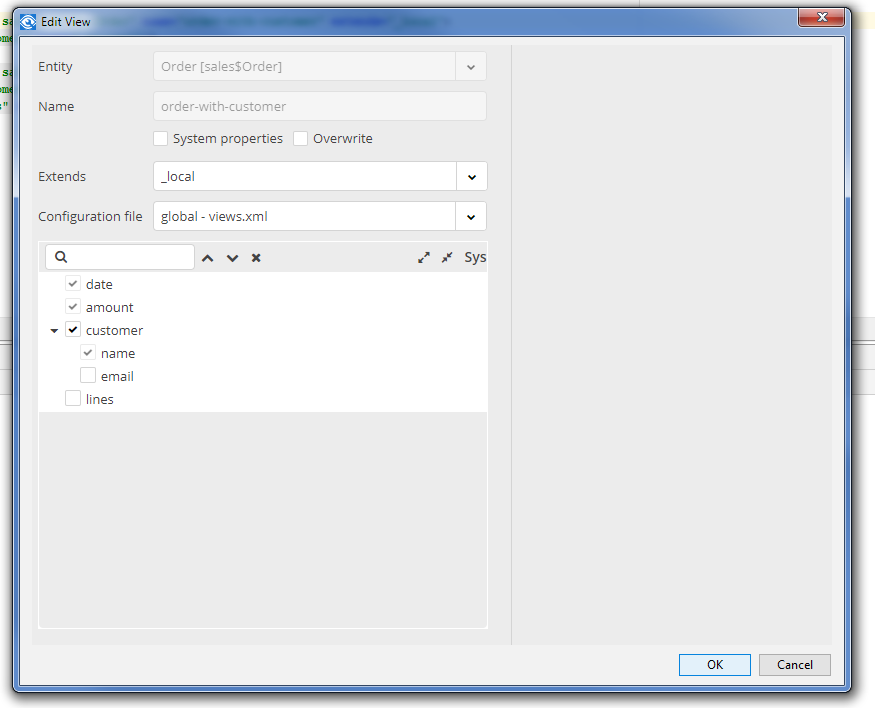 Edit View
Entity Order [sales$Order]
Name order-with-customer
System properties Overwrite
Extends _local
Configuration file global - views.xml
Sys
date
amount
customer
name
email
lines
OK Cancel